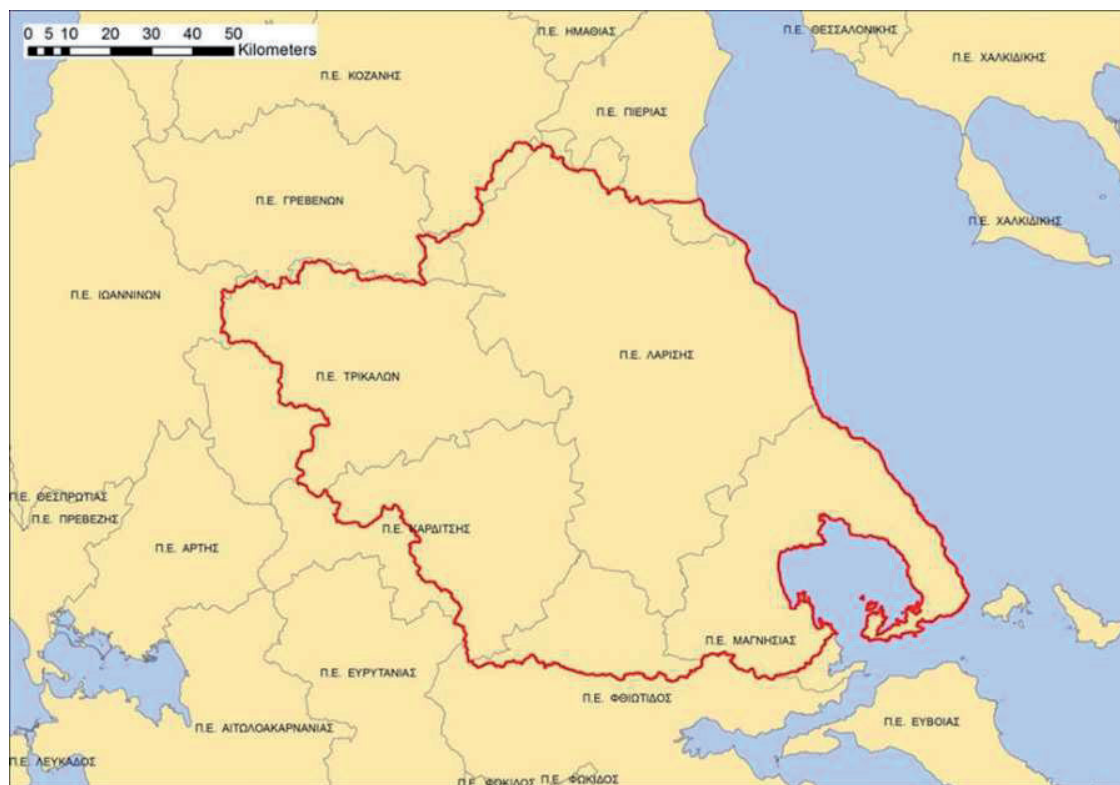 0 5 10 20 30 40 50
Kilometers
Π.Ε. ΗΜΑΘΙΑΣ
Π.Ε. ΘΕΣΣΑΛΟΝΙΚΗΣ
Π.Ε. ΧΑΛΚΙΔΙΚΗΣ
Π.Ε. ΚΟΖΑΝΗΣ
Π.Ε. ΠΙΕΡΙΑΣ
Π.Ε. ΓΡΕΒΕΝΩΝ
Π.Ε. ΧΑΛΚΙΔΙΚΗΣ
Π.Ε. ΙΩΑΝΝΙΝΩΝ
Π.Ε. ΛΑΡΙΣΗΣ
Π.Ε. ΤΡΙΚΑΛΩΝ
Π.Ε. ΘΕΣΠΡΩΤΙΑΣ
Π.Ε. ΠΡΕΒΕΖΗΣ
Π.Ε. ΚΑΡΔΙΤΣΗΣ
Π.Ε. ΑΡΤΗΣ
Π.Ε. ΜΑΓΝΗΣΙΑΣ
Π.Ε. ΕΥΡΥΤΑΝΙΑΣ
Π.Ε. ΦΘΙΩΤΙΔΟΣ
Π.Ε. ΑΙΤΩΛΟΑΚΑΡΝΑΝΙΑΣ
Π.Ε. ΕΥΒΟΙΑΣ
Π.Ε. ΛΕΥΚΑΔΟΣ
Π.Ε. ΦΩΚΙΔΟΣ
Π.Ε. ΦΩΚΙΔΟΣ